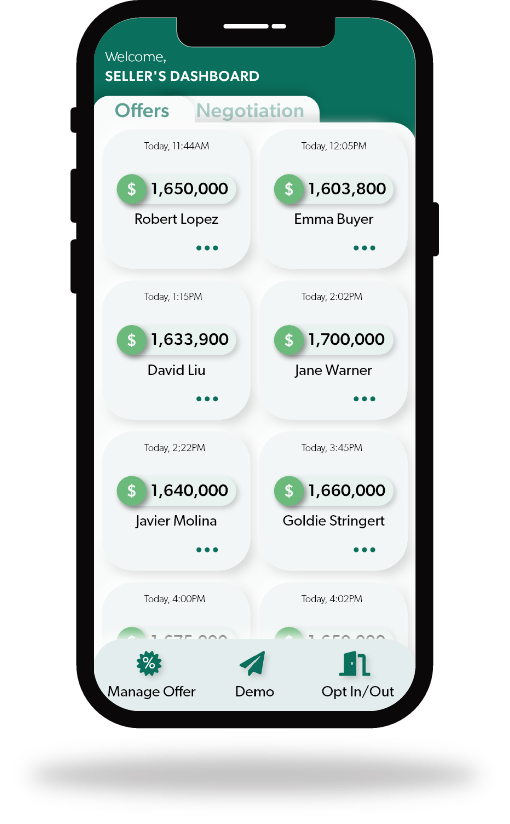 Welcome,
SELLER'S DASHBOARD
Offers Negotiation
Today, 11:44AM
$ 1,650,000
Robert Lopez
Today, 12:05PM
$ 1,603,800
Emma Buyer
Today, 1:15PM
$ 1,633,900
David Liu
Today, 2:02PM
$ 1,700,000
Jane Warner
Today, 2:22PM
$ 1,640,000
Javier Molina
Today, 3:45PM
$ 1,660,000
Goldie Stringert
Today, 4:00PM
Today, 4:02PM
%
Manage Offer
Demo
Opt In/Out